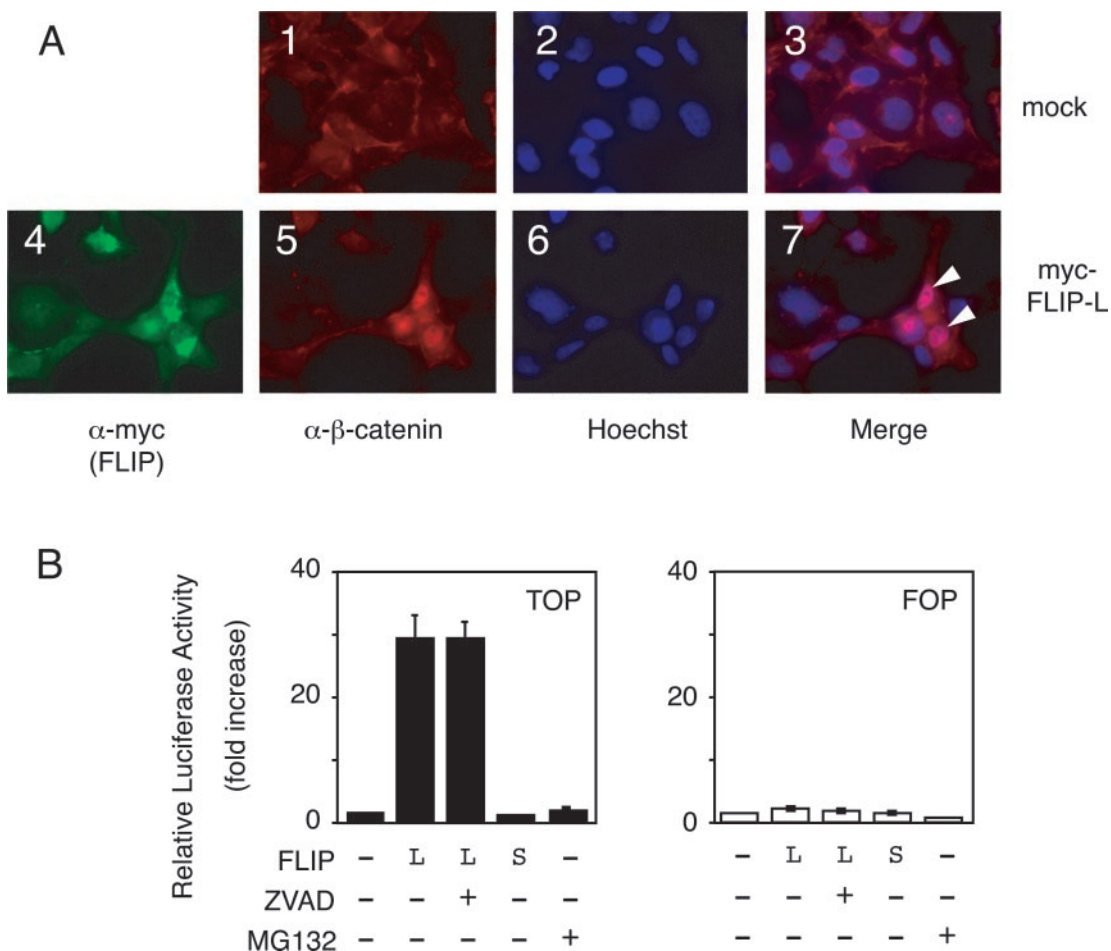 A
1 2 3
mock
4 5 6 7
myc-
FLIP-L
α-myc
(FLIP)
α-β-catenin
Hoechst
Merge
B
Relative Luciferase Activity
(fold increase)
40
20
0
TOP
40
20
0
FOP
FLIP – L L S – – L L S –
ZVAD – – + – – – – + – –
MG132 – – – – + – – – – +